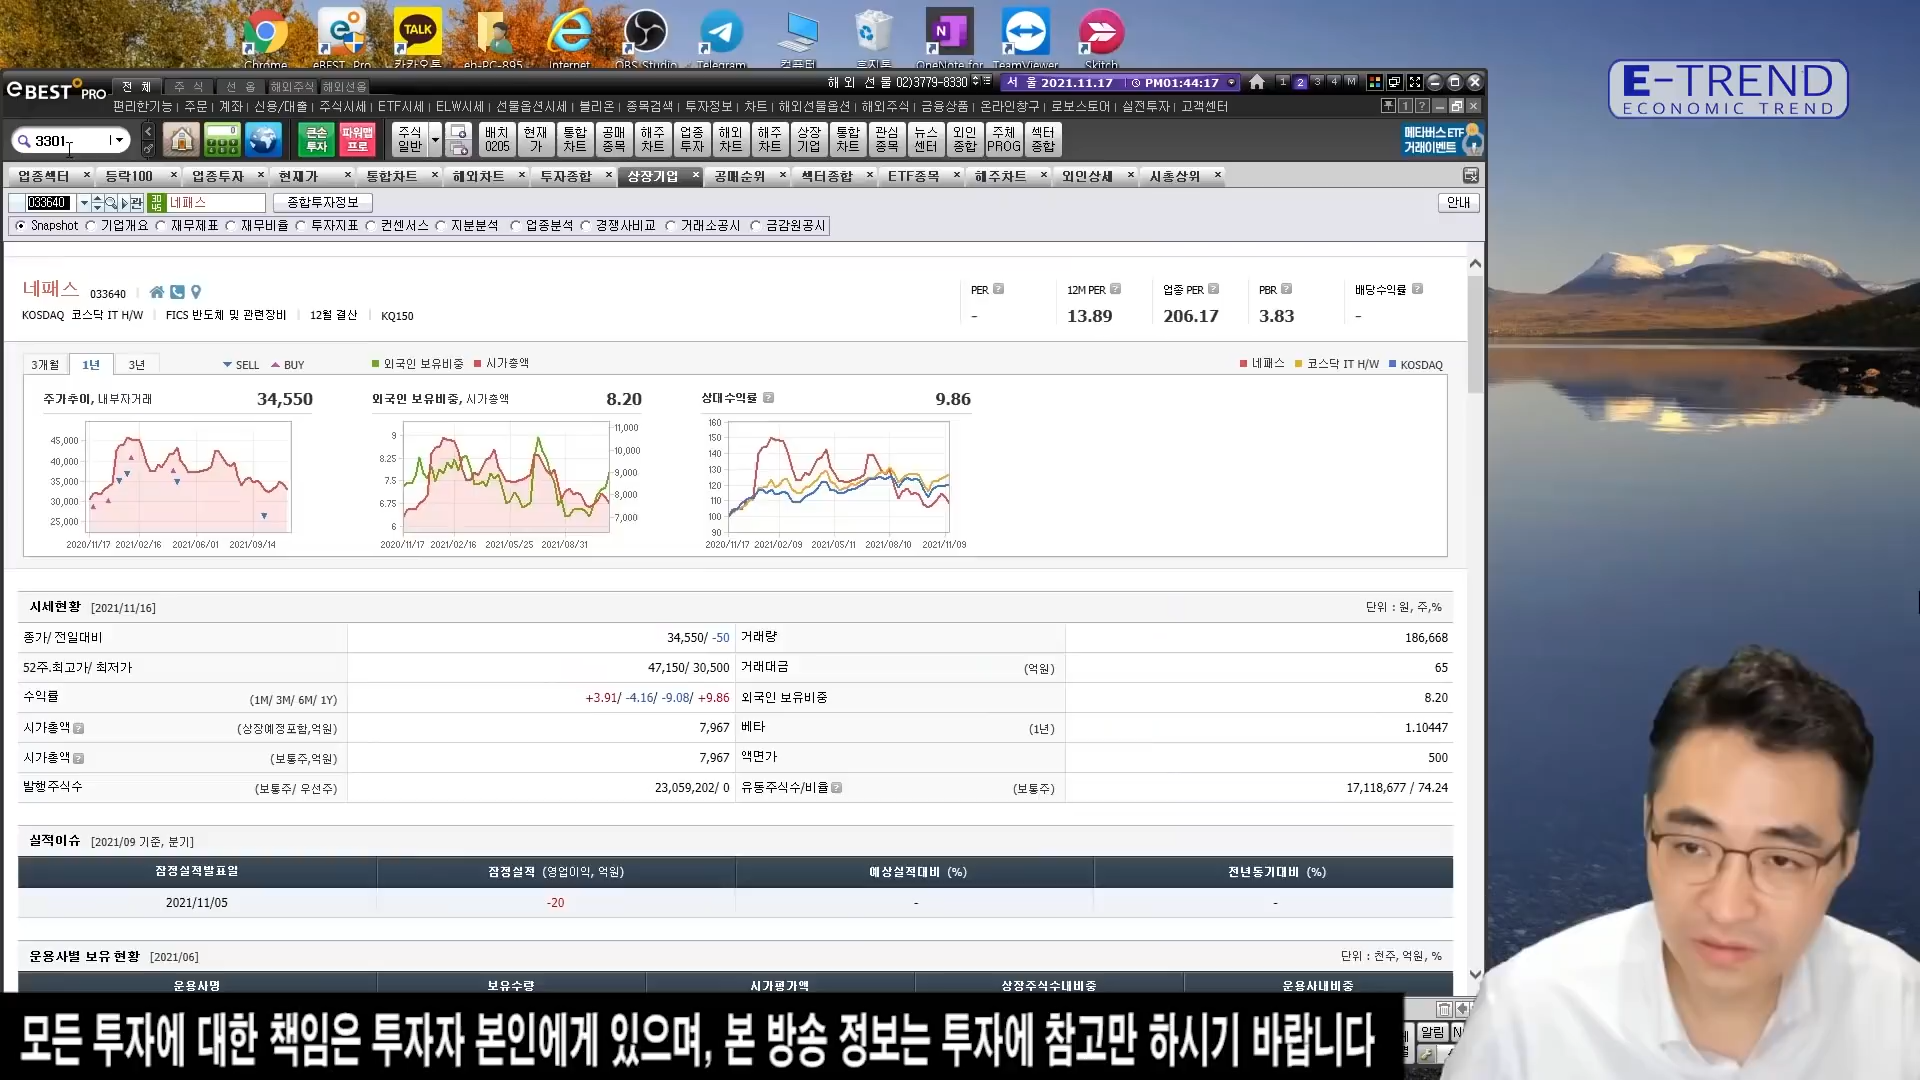 Chrome eBEST Pro 카카오톡 eh-PC-895 Internet OBS Studio Telegram 컴퓨터 휴지통 OneNote for TeamViewer Skitch
TALK
E-TREND
ECONOMIC TREND
eBEST PRO 전 체 주 식 선 옵 해외주식 해외선옵 해 외 선 물 02)3779-8330 서 울 2021.11.17 PM01:44:17 1 2 3 4 M
편리한기능 주문 계좌 신용/대출 주식시세 ETF시세 ELW시세 선물옵션시세 불리온 종목검색 투자정보 차트 해외선물옵션 해외주식 금융상품 온라인창구 로보스토어 실전투자 고객센터
3301 큰손 투자 파워맵 프로 주식 일반 배치 0205 현재 가 통합 차트 공매 종목 해주 차트 업종 투자 해외 차트 해주 차트 상장 기업 통합 차트 관심 종목 뉴스 센터 외인 종합 주체 PROG 섹터 종합 메타버스 ETF 거래이벤트
업종섹터 등락100 업종투자 현재가 통합차트 해외차트 투자종합 상장기업 공매순위 섹터종합 ETF종목 해주차트 외인상세 시총상위
033640 관 네패스 종합투자정보 안내
Snapshot 기업개요 재무제표 재무비율 투자지표 컨센서스 지분분석 업종분석 경쟁사비교 거래소공시 금감원공시
네패스 033640
KOSDAQ 코스닥 IT H/W FICS 반도체 및 관련장비 12월 결산 KQ150
PER 12M PER 업종 PER PBR 배당수익률
- 13.89 206.17 3.83 -
3개월 1년 3년 SELL BUY 외국인 보유비중 시가총액 네패스 코스닥 IT H/W KOSDAQ
주가추이, 내부자거래 34,550 외국인 보유비중, 시가총액 8.20 상대수익률 9.86
45,000
40,000
35,000
30,000
25,000
2020/11/17 2021/02/16 2021/06/01 2021/09/14
9
8.25
7.5
6.75
6
11,000
10,000
9,000
8,000
7,000
2020/11/17 2021/02/16 2021/05/25 2021/08/31
160
150
140
130
120
110
100
90
2020/11/17 2021/02/09 2021/05/11 2021/08/10 2021/11/09
시세현황 [2021/11/16] 단위 : 원, 주,%
종가/ 전일대비 34,550/ -50 거래량 186,668
52주.최고가/ 최저가 47,150/ 30,500 거래대금 (억원) 65
수익률 (1M/ 3M/ 6M/ 1Y) +3.91/ -4.16/ -9.08/ +9.86 외국인 보유비중 8.20
시가총액 (상장예정포함,억원) 7,967 베타 (1년) 1.10447
시가총액 (보통주,억원) 7,967 액면가 500
발행주식수 (보통주/ 우선주) 23,059,202/ 0 유동주식수/비율 (보통주) 17,118,677 / 74.24
실적이슈 [2021/09 기준, 분기]
잠정실적발표일 잠정실적 (영업이익, 억원) 예상실적대비 (%) 전년동기대비 (%)
2021/11/05 -20 - -
운용사별 보유 현황 [2021/06] 단위 : 천주, 억원, %
운용사명 보유수량 시가평가액 상장주식수내비중 운용사내비중
알림
모든 투자에 대한 책임은 투자자 본인에게 있으며, 본 방송 정보는 투자에 참고만 하시기 바랍니다